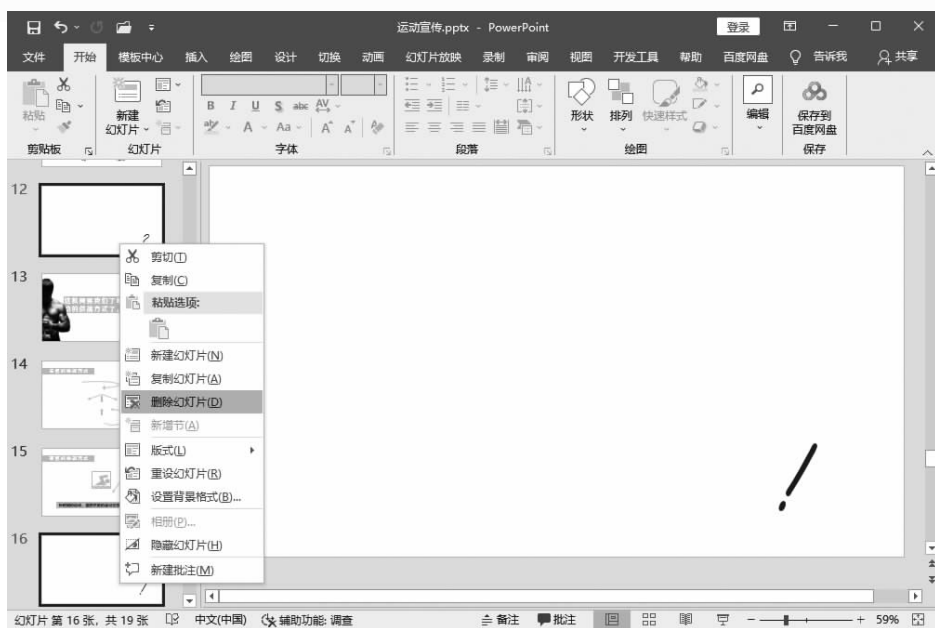 运动宣传.pptx - PowerPoint
登录
文件 开始 模板中心 插入 绘图 设计 切换 动画 幻灯片放映 录制 审阅 视图 开发工具 帮助 百度网盘 告诉我 共享
粘贴
新建
幻灯片
B I U S abc AV
A Aa A A
形状 排列 快速样式
编辑
保存到
百度网盘
剪贴板 幻灯片 字体 段落 绘图 保存
12
?
13
14
15
16
!
剪切(T)
复制(C)
粘贴选项:
新建幻灯片(N)
复制幻灯片(A)
删除幻灯片(D)
新增节(A)
版式(L)
重设幻灯片(R)
设置背景格式(B)...
相册(P)...
隐藏幻灯片(H)
新建批注(M)
!
幻灯片 第 16 张，共 19 张 中文(中国) 辅助功能: 调查 备注 批注 59%